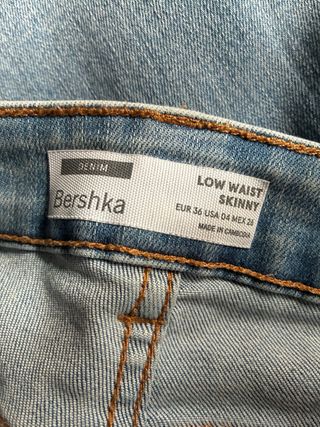 DENIM
Bershka
LOW WAIST
SKINNY
EUR 36 USA 04 MEX 26
MADE IN CAMBODIA